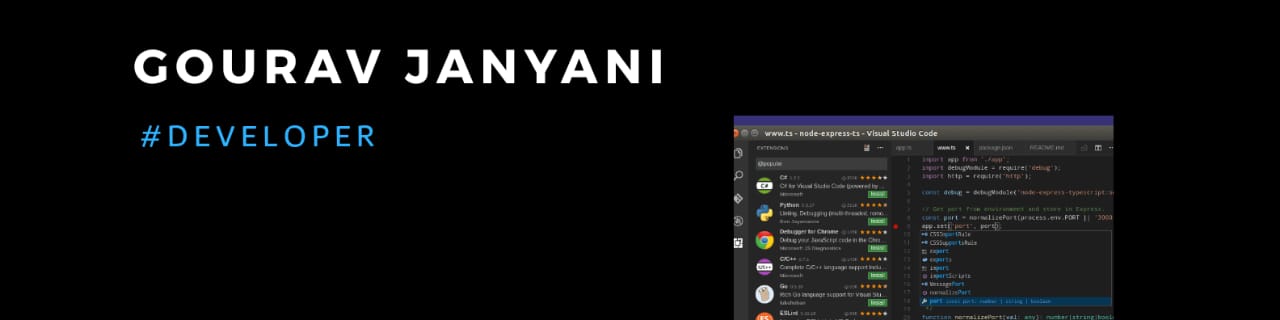 GOURAV JANYANI
#DEVELOPER
www.ts - node-express-ts - Visual Studio Code
EXTENSIONS
@popular
app.ts
www.ts
package.json
README.md
C#
C# for Visual Studio Code (powered by ...
Microsoft
Install
Python
Linting, Debugging (multi-threaded, remo...
Don Jayamanne
Install
Debugger for Chrome
Debug your JavaScript code in the Chro...
Microsoft JS Diagnostics
Install
C/C++
Complete C/C++ language support inclu...
Microsoft
Install
Go
Rich Go language support for Visual Stu...
lukehoban
Install
ESLint
import app from './app';
import debugModule = require('debug');
import http = require('http');
const debug = debugModule('node-express-typescript:s
// Get port from environment and store in Express.
const port = normalizePort(process.env.PORT || '3000
app.set('port', port);
CSSImportRule
CSSSupportsRule
export
exports
import
importScripts
MessagePort
normalizePort
port const port: number | string | boolean
function normalizePort(val: any): number|string|bool